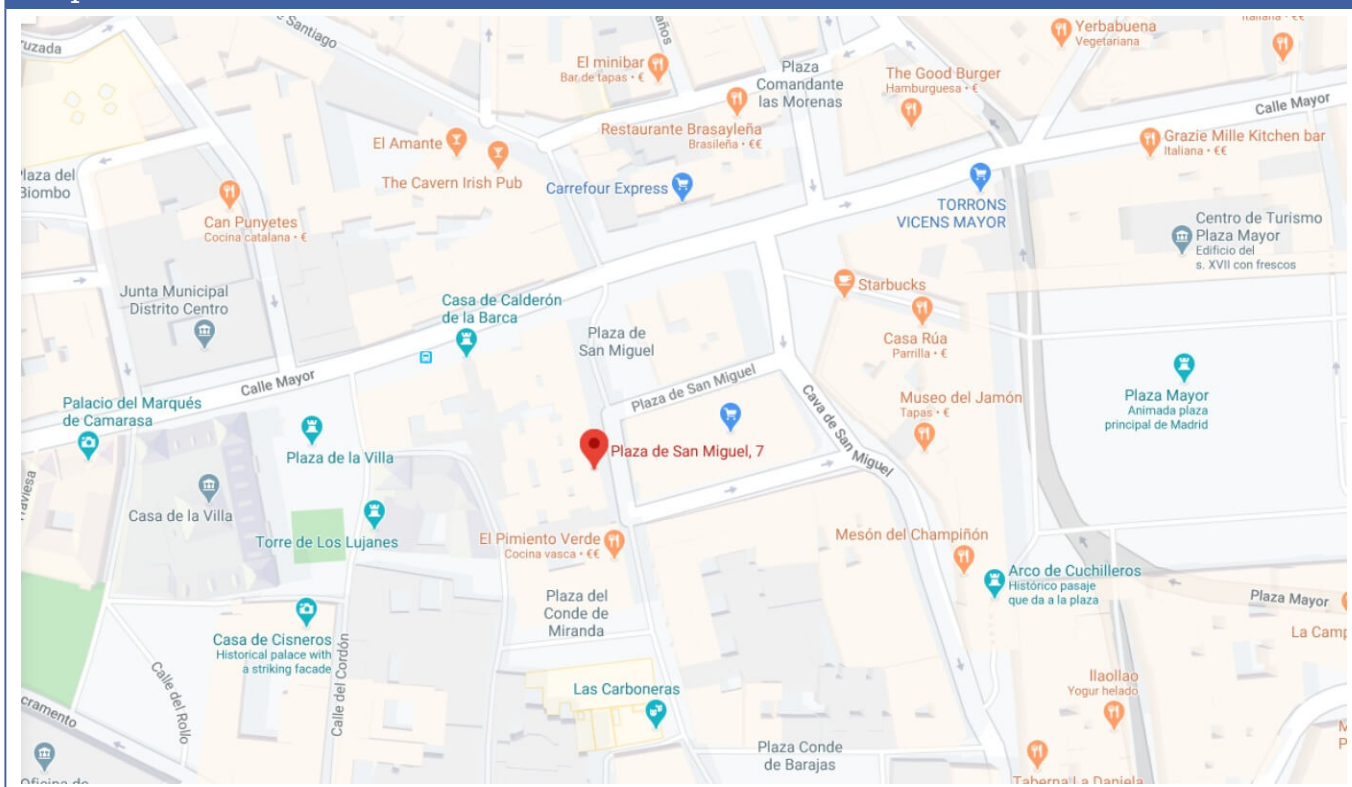 Santiago
Yerbabuena
Vegetariana
El minibar
Bar de tapas • €
Plaza
Comandante
las Morenas
The Good Burger
Hamburguesa • €
Calle Mayor
Restaurante Brasayleña
Brasileña • €€
Grazie Mille Kitchen bar
Italiana • €€
El Amante
The Cavern Irish Pub
Carrefour Express
TORRONS
VICENS MAYOR
Plaza del
Biombo
Can Punyetes
Cocina catalana • €
Centro de Turismo
Plaza Mayor
Edificio del
s. XVII con frescos
Junta Municipal
Distrito Centro
Casa de Calderón
de la Barca
Starbucks
Plaza de
San Miguel
Casa Rúa
Parrilla • €
Calle Mayor
Plaza de San Miguel
Cava de San Miguel
Palacio del Marqués
de Camarasa
Museo del Jamón
Tapas • €
Plaza Mayor
Animada plaza
principal de Madrid
Plaza de la Villa
Plaza de San Miguel, 7
Casa de la Villa
Torre de Los Lujanes
El Pimiento Verde
Cocina vasca • €€
Mesón del Champiñón
Arco de Cuchilleros
Histórico pasaje
que da a la plaza
Plaza del
Conde de
Miranda
Plaza Mayor
La Camp
Casa de Cisneros
Historical palace with
a striking facade
Calle del Cordón
Calle del Rollo
cramento
Las Carboneras
llaollao
Yogur helado
Plaza Conde
de Barajas
Taberna La Daniela
Oficina de